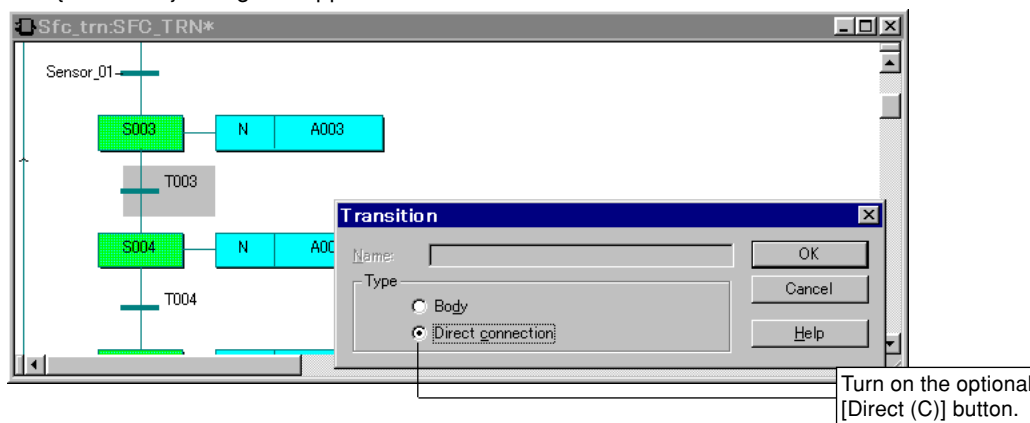 Sfc_trn:SFC_TRN*
Sensor_01
S003 N A003
T003
S004 N A00
T004
Transition
Name:
Type
Body
Direct connection
OK
Cancel
Help
Turn on the optional
[Direct (C)] button.